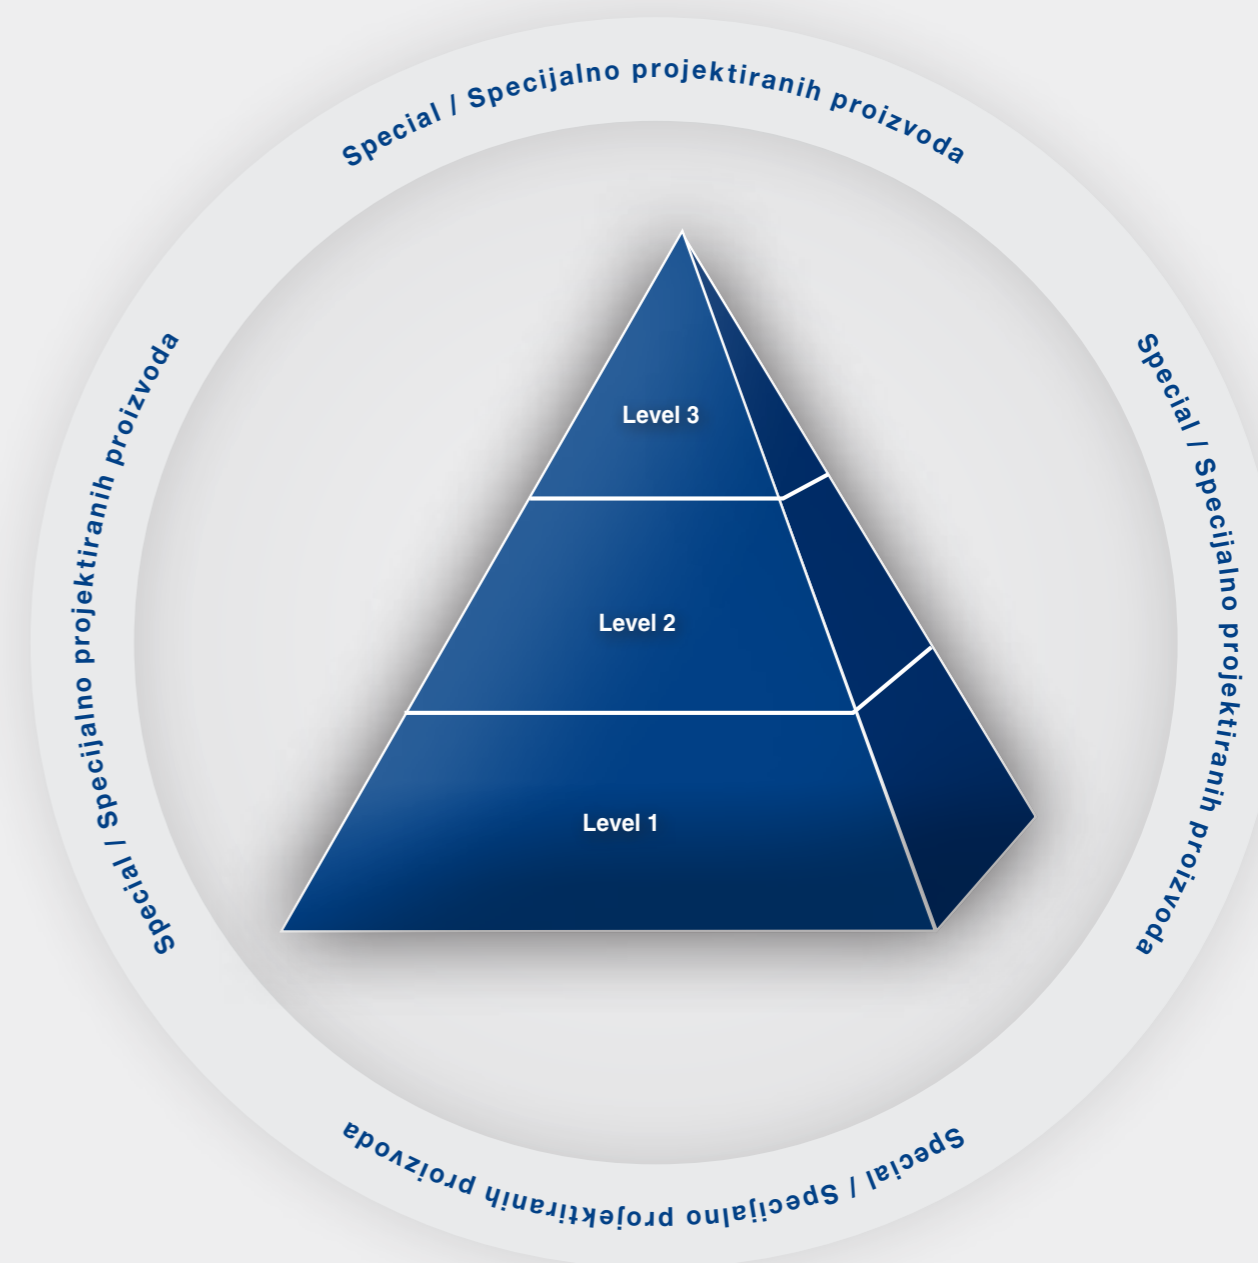 Special / Specijalno projektiranih proizvoda
Special / Specijalno projektiranih proizvoda
Special / Specijalno projektiranih proizvoda
Level 3
Level 2
Level 1
Special / Specijalno projektiranih proizvoda